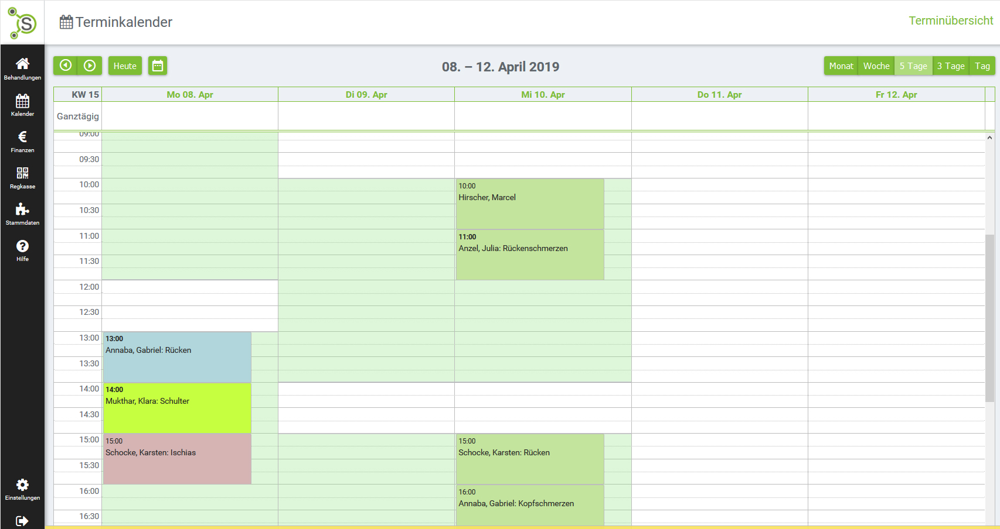 S
Terminkalender
Terminübersicht
Behandlungen
Kalender
€
Finanzen
Regkasse
Stammdaten
?
Hilfe
Einstellungen
Heute
08. – 12. April 2019
Monat Woche 5 Tage 3 Tage Tag
KW 15 Mo 08. Apr Di 09. Apr Mi 10. Apr Do 11. Apr Fr 12. Apr
Ganztägig
09:00
09:30
10:00
10:00
Hirscher, Marcel
10:30
11:00
11:00
Anzel, Julia: Rückenschmerzen
11:30
12:00
12:30
13:00
13:00
Annaba, Gabriel: Rücken
13:30
14:00
14:00
Mukthar, Klara: Schulter
14:30
15:00
15:00
Schocke, Karsten: Ischias
15:00
Schocke, Karsten: Rücken
15:30
16:00
16:00
Annaba, Gabriel: Kopfschmerzen
16:30